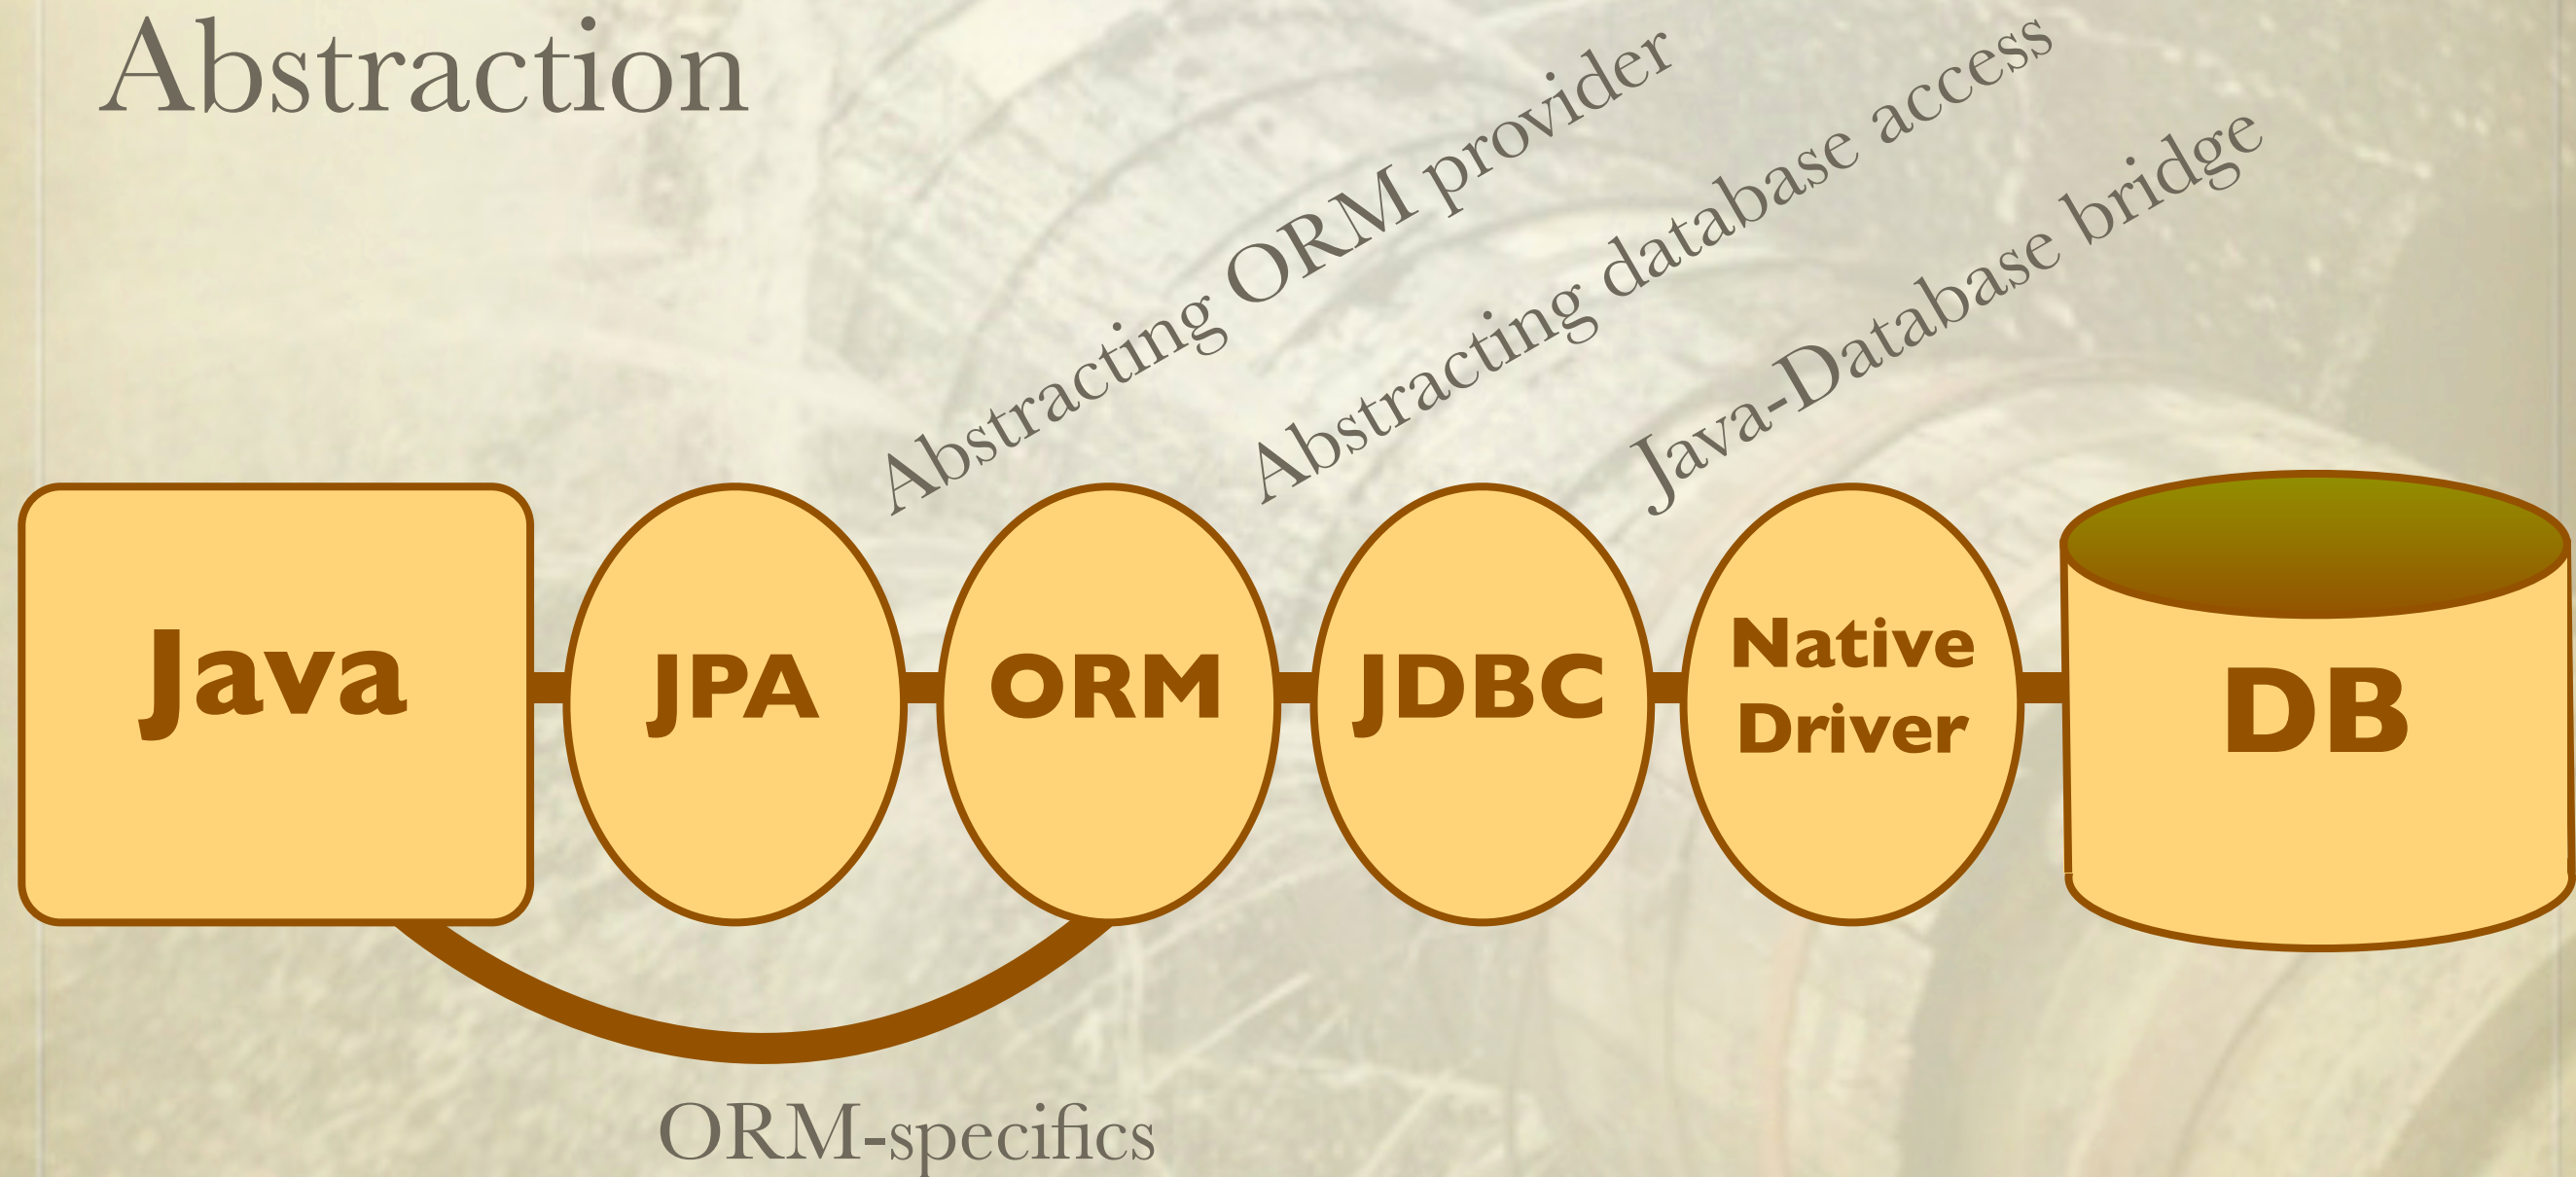 Abstraction
Abstracting ORM provider
Abstracting database access
Java-Database bridge
Java
JPA
ORM
JDBC
Native
Driver
DB
ORM-specifics